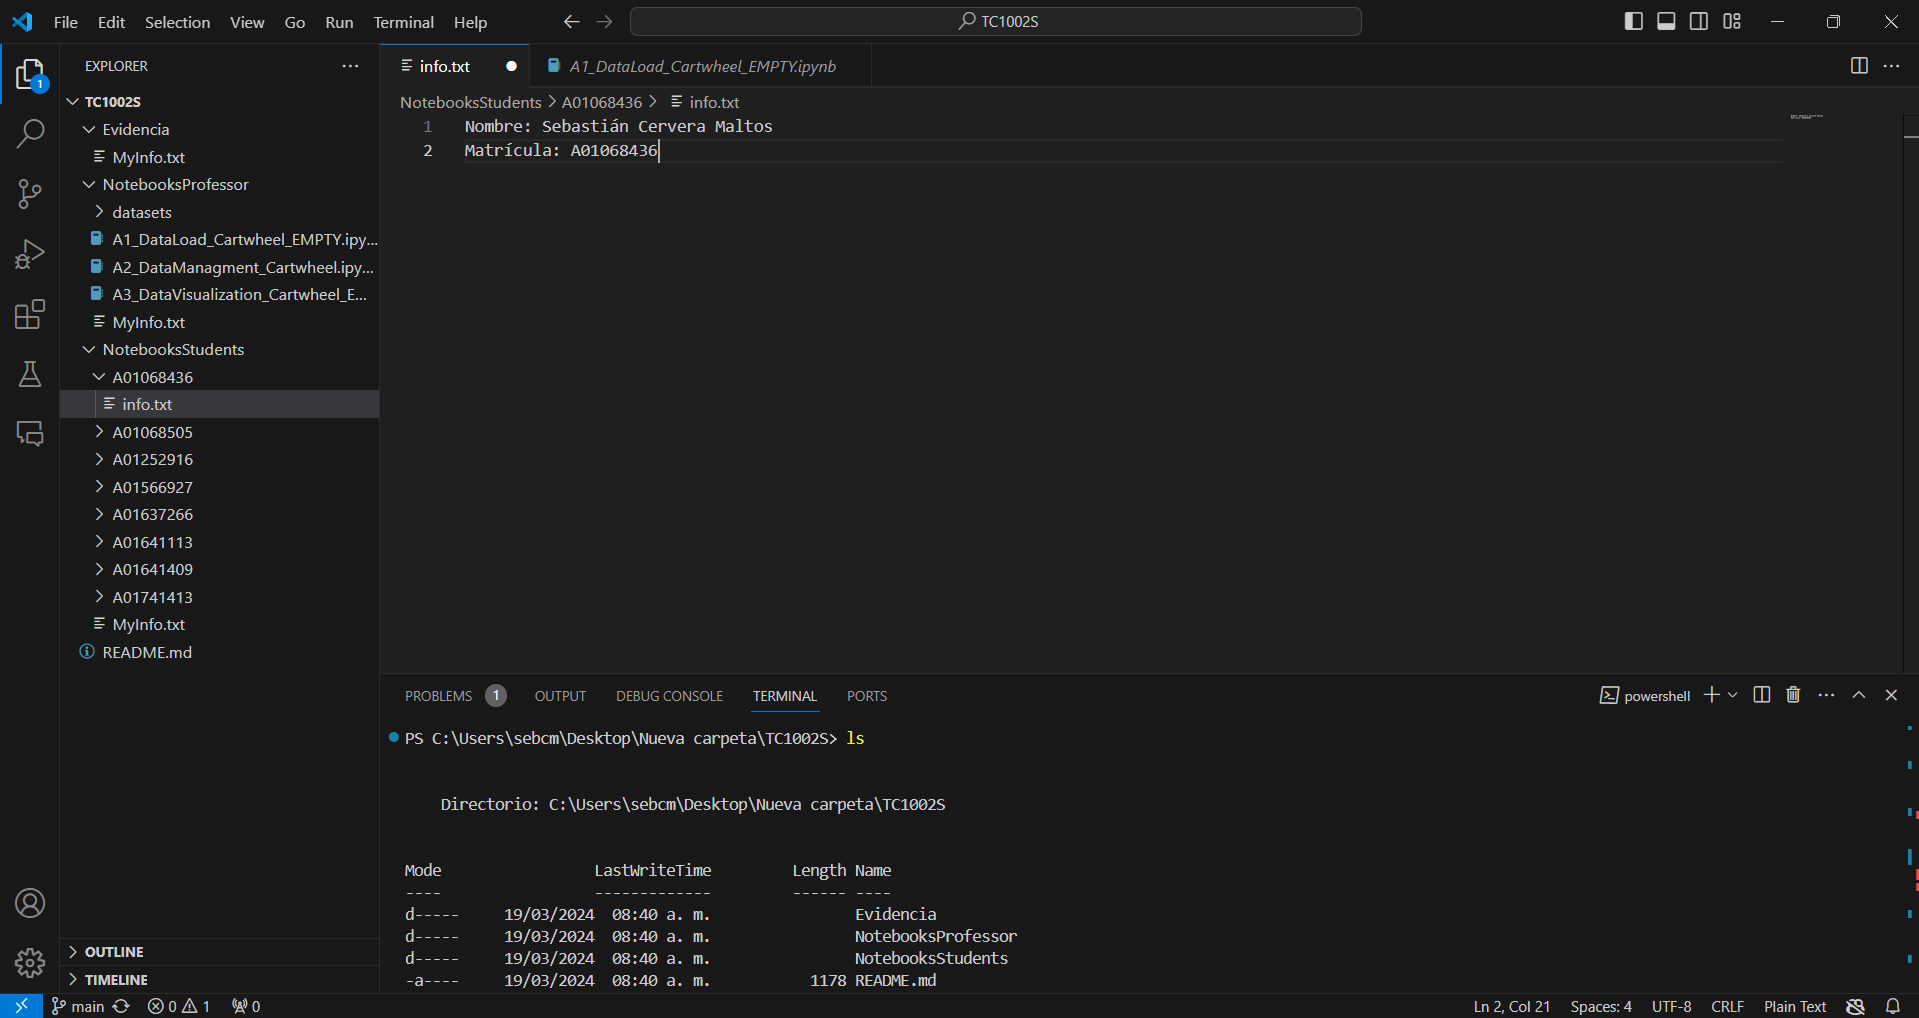 File Edit Selection View Go Run Terminal Help
TC1002S
1
EXPLORER
TC1002S
Evidencia
MyInfo.txt
NotebooksProfessor
datasets
A1_DataLoad_Cartwheel_EMPTY.ipy...
A2_DataManagment_Cartwheel.ipy...
A3_DataVisualization_Cartwheel_E...
MyInfo.txt
NotebooksStudents
A01068436
info.txt
A01068505
A01252916
A01566927
A01637266
A01641113
A01641409
A01741413
MyInfo.txt
README.md
OUTLINE
TIMELINE
info.txt
A1_DataLoad_Cartwheel_EMPTY.ipynb
NotebooksStudents > A01068436 > info.txt
1 Nombre: Sebastián Cervera Maltos
2 Matrícula: A01068436
PROBLEMS 1 OUTPUT DEBUG CONSOLE TERMINAL PORTS
powershell
PS C:\Users\sebcm\Desktop\Nueva carpeta\TC1002S> ls
Directorio: C:\Users\sebcm\Desktop\Nueva carpeta\TC1002S
Mode LastWriteTime Length Name
---- ------------- ------ ----
d----- 19/03/2024 08:40 a. m. Evidencia
d----- 19/03/2024 08:40 a. m. NotebooksProfessor
d----- 19/03/2024 08:40 a. m. NotebooksStudents
-a---- 19/03/2024 08:40 a. m. 1178 README.md
main 0 1 0
Ln 2, Col 21 Spaces: 4 UTF-8 CRLF Plain Text